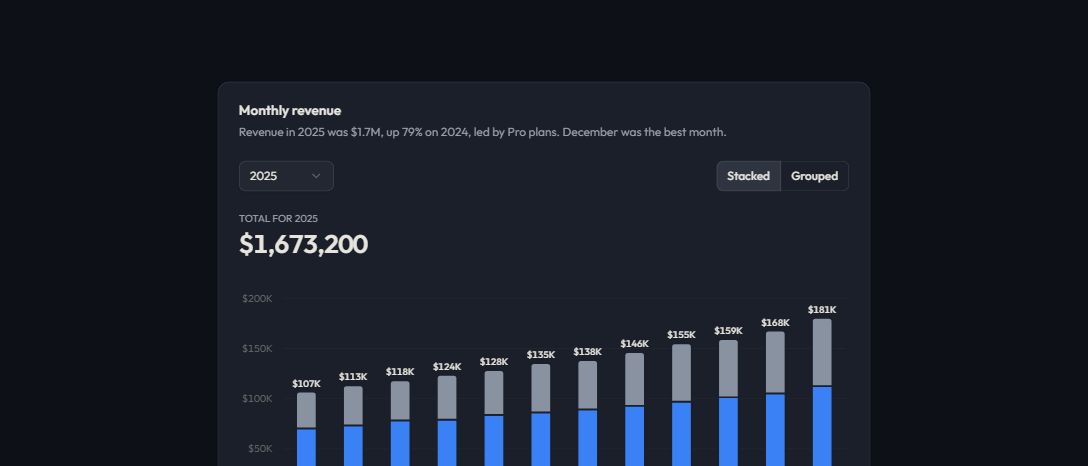 Monthly revenue
Revenue in 2025 was $1.7M, up 79% on 2024, led by Pro plans. December was the best month.
2025
Stacked Grouped
TOTAL FOR 2025
$1,673,200
$200K
$181K
$168K
$159K
$155K
$150K
$146K
$138K
$135K
$128K
$124K
$118K
$113K
$107K
$100K
$50K